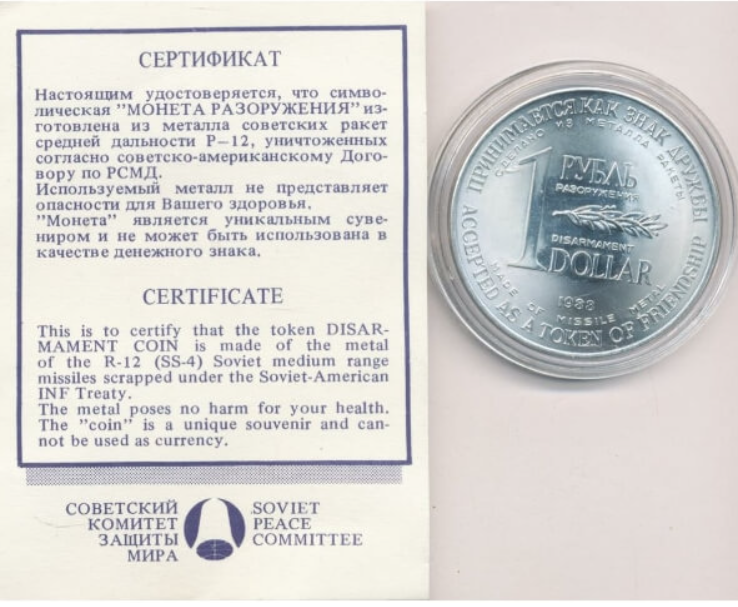 СЕРТИФИКАТ
Настоящим удостоверяется, что симво-
лическая "МОНЕТА РАЗОРУЖЕНИЯ" из-
готовлена из металла советских ракет
средней дальности Р—12, уничтоженных
согласно советско-американскому Дого-
вору по РСМД.
Используемый металл не представляет
опасности для Вашего здоровья.
"Монета" является уникальным суве-
ниром и не может быть использована в
качестве денежного знака.
CERTIFICATE
This is to certify that the token DISAR-
MAMENT COIN is made of the metal
of the R-12 (SS-4) Soviet medium range
missiles scrapped under the Soviet-American
INF Treaty.
The metal poses no harm for your health.
The "coin" is a unique souvenir and can-
not be used as currency.
СОВЕТСКИЙ
КОМИТЕТ
ЗАЩИТЫ
МИРА
SOVIET
PEACE
COMMITTEE
ПРИНИМАЕТСЯ КАК ЗНАК ДРУЖБЫ
СДЕЛАНО ИЗ МЕТАЛЛА РАКЕТЫ
1
РУБЛЬ
РАЗОРУЖЕНИЯ
DISARMAMENT
DOLLAR
1988
MADE OF MISSILE METAL
ACCEPTED AS A TOKEN OF FRIENDSHIP